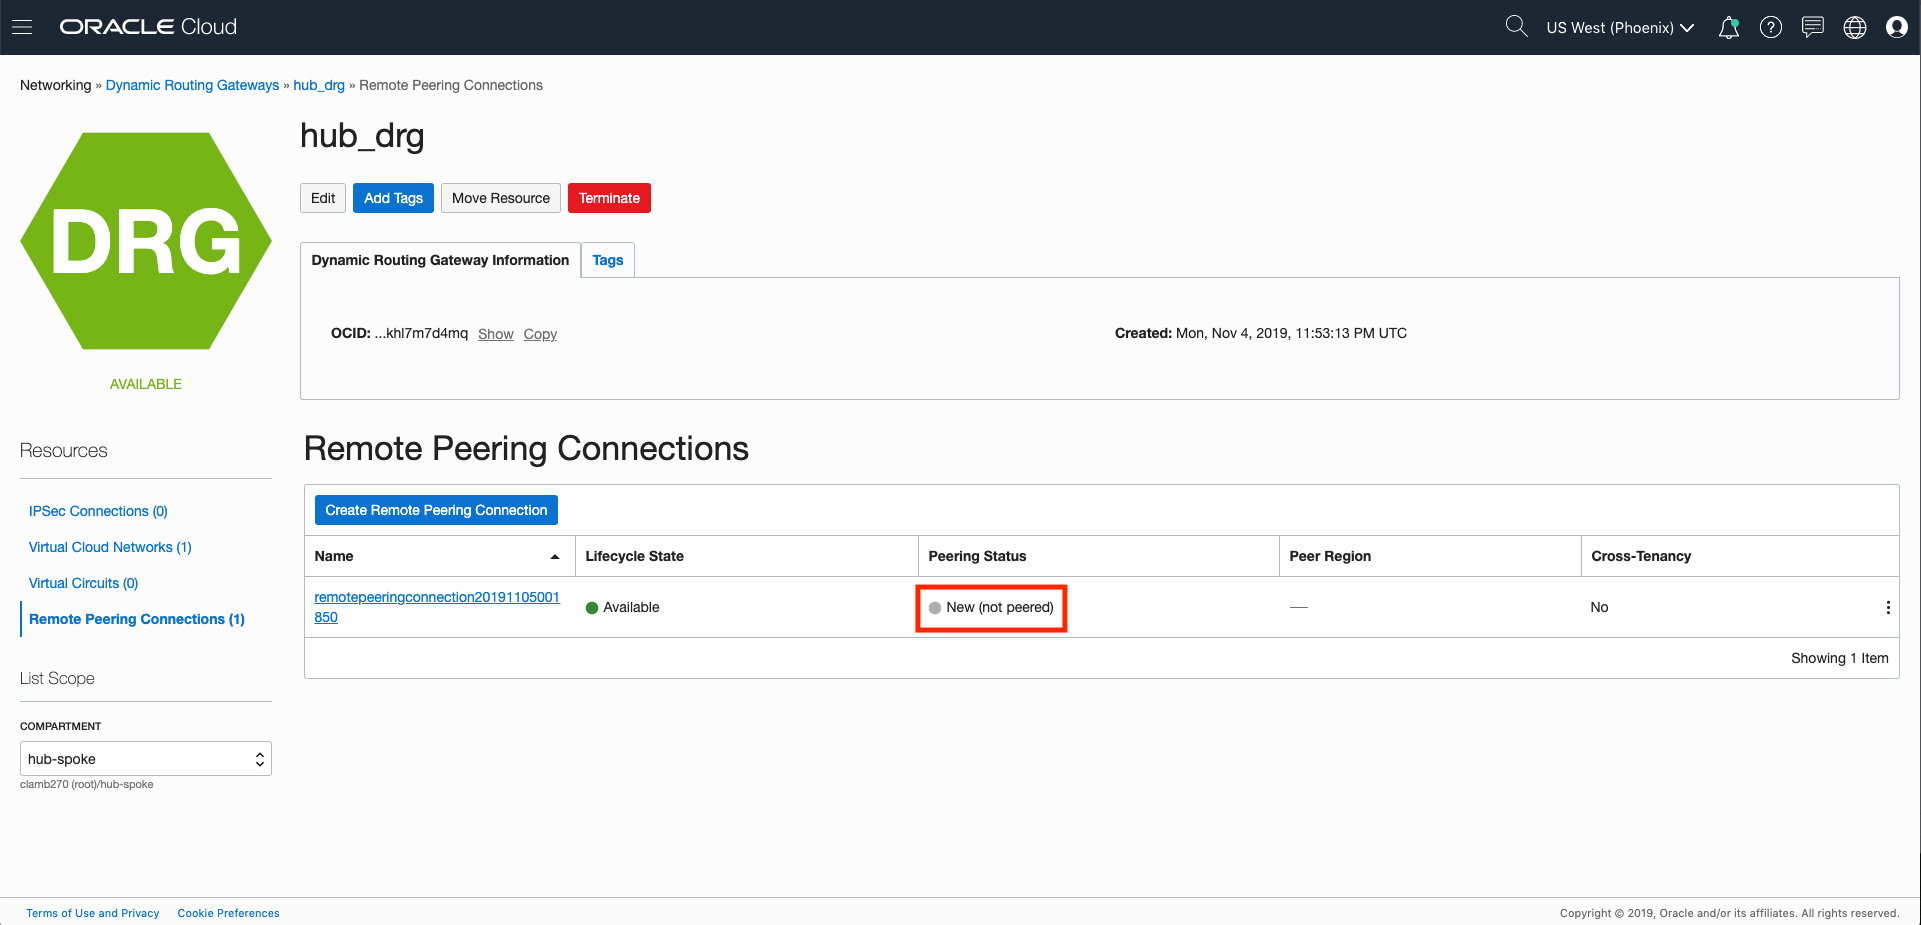 ORACLE Cloud
US West (Phoenix)
Networking » Dynamic Routing Gateways » hub_drg » Remote Peering Connections
DRG
AVAILABLE
hub_drg
Edit
Add Tags
Move Resource
Terminate
Dynamic Routing Gateway Information
Tags
OCID: ...khl7m7d4mq Show Copy
Created: Mon, Nov 4, 2019, 11:53:13 PM UTC
Resources
IPSec Connections (0)
Virtual Cloud Networks (1)
Virtual Circuits (0)
Remote Peering Connections (1)
List Scope
COMPARTMENT
hub-spoke
clamb270 (root)/hub-spoke
Remote Peering Connections
Create Remote Peering Connection
Name Lifecycle State Peering Status Peer Region Cross-Tenancy
remotepeeringconnection20191105001
850
Available
New (not peered)
—
No
Showing 1 Item
Terms of Use and Privacy Cookie Preferences
Copyright © 2019, Oracle and/or its affiliates. All rights reserved.